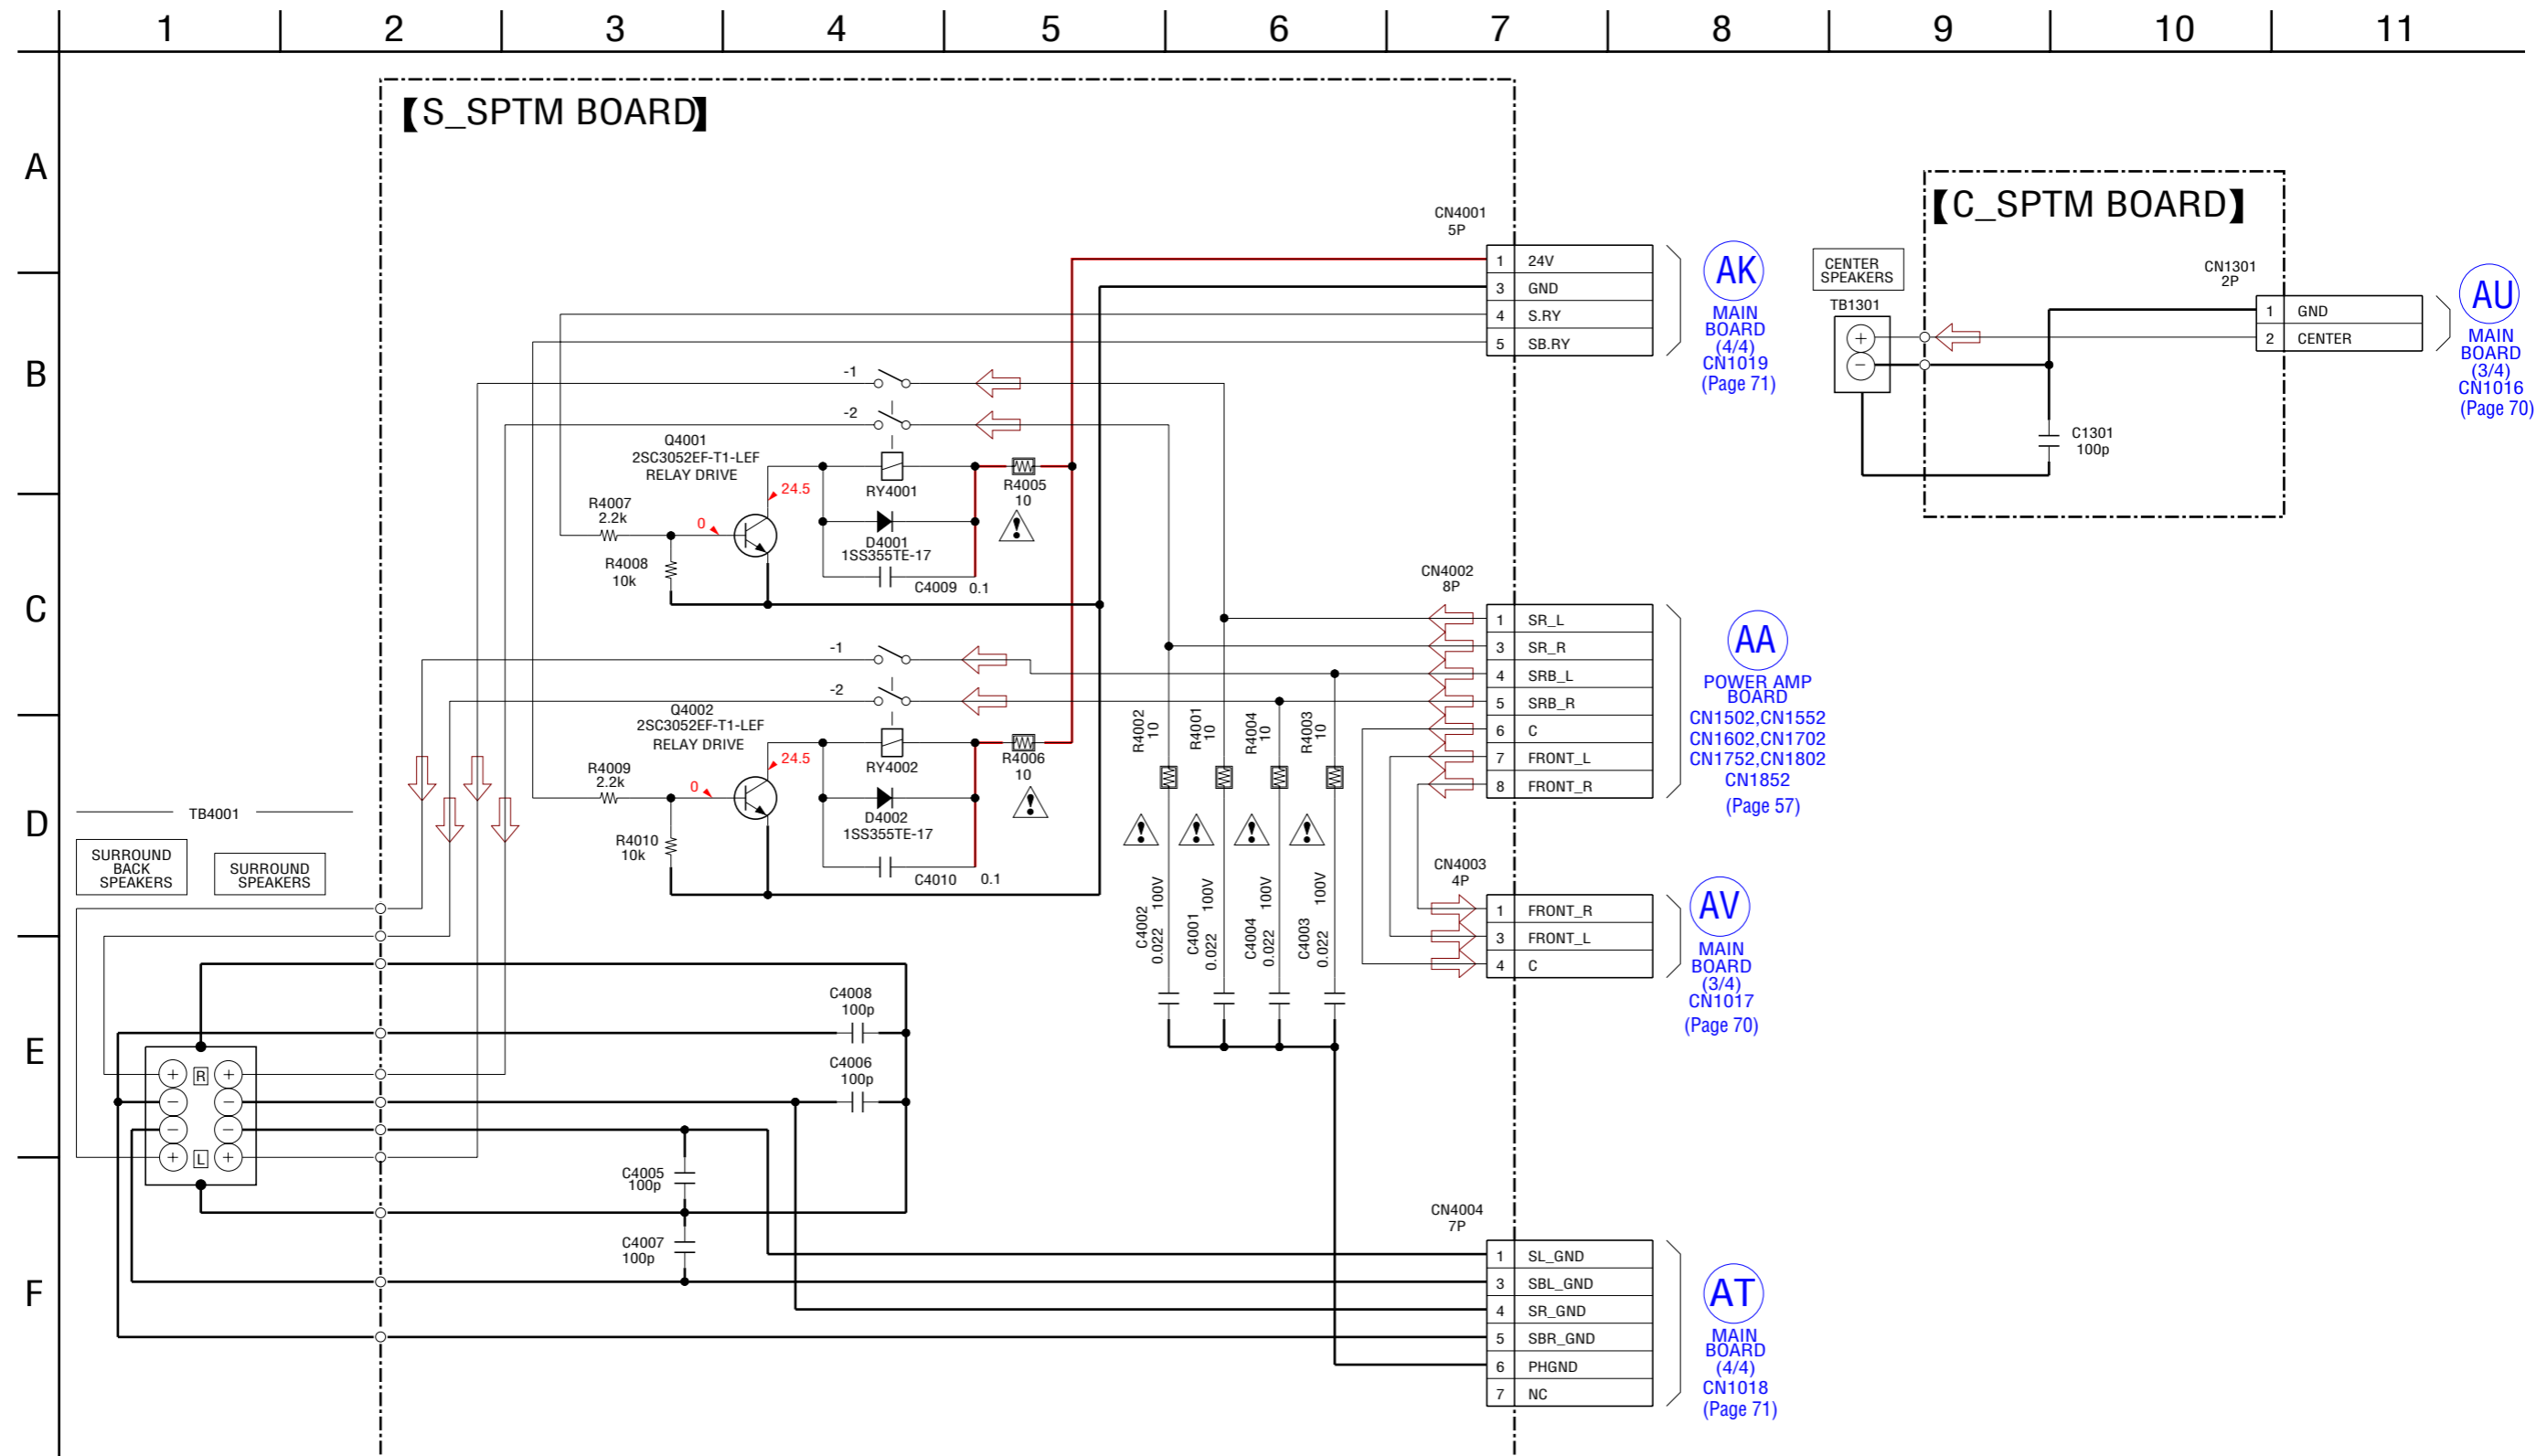 1 2 3 4 5 6 7 8 9 10 11
A
B
C
D
E
F
【S_SPTM BOARD】
CN4001
5P
1 24V
3 GND
4 S.RY
5 SB.RY
AK
MAIN
BOARD
(4/4)
CN1019
(Page 71)
【C_SPTM BOARD】
CENTER
SPEAKERS
TB1301
+
−
CN1301
2P
1 GND
2 CENTER
C1301
100p
AU
MAIN
BOARD
(3/4)
CN1016
(Page 70)
-1
-2
Q4001
2SC3052EF-T1-LEF
RELAY DRIVE
24.5
0
R4007
2.2k
R4008
10k
RY4001
D4001
1SS355TE-17
C4009 0.1
R4005
10
CN4002
8P
1 SR_L
3 SR_R
4 SRB_L
5 SRB_R
6 C
7 FRONT_L
8 FRONT_R
AA
POWER AMP
BOARD
CN1502,CN1552
CN1602,CN1702
CN1752,CN1802
CN1852
(Page 57)
-1
-2
Q4002
2SC3052EF-T1-LEF
RELAY DRIVE
24.5
0
R4009
2.2k
R4010
10k
RY4002
D4002
1SS355TE-17
C4010 0.1
R4006
10
R4002
10
R4001
10
R4004
10
R4003
10
C4002 100V
0.022
C4001 100V
0.022
C4004 100V
0.022
C4003 100V
0.022
CN4003
4P
1 FRONT_R
3 FRONT_L
4 C
AV
MAIN
BOARD
(3/4)
CN1017
(Page 70)
TB4001
SURROUND
BACK
SPEAKERS
SURROUND
SPEAKERS
+ R +
− −
− −
+ L +
C4008
100p
C4006
100p
C4005
100p
C4007
100p
CN4004
7P
1 SL_GND
3 SBL_GND
4 SR_GND
5 SBR_GND
6 PHGND
7 NC
AT
MAIN
BOARD
(4/4)
CN1018
(Page 71)